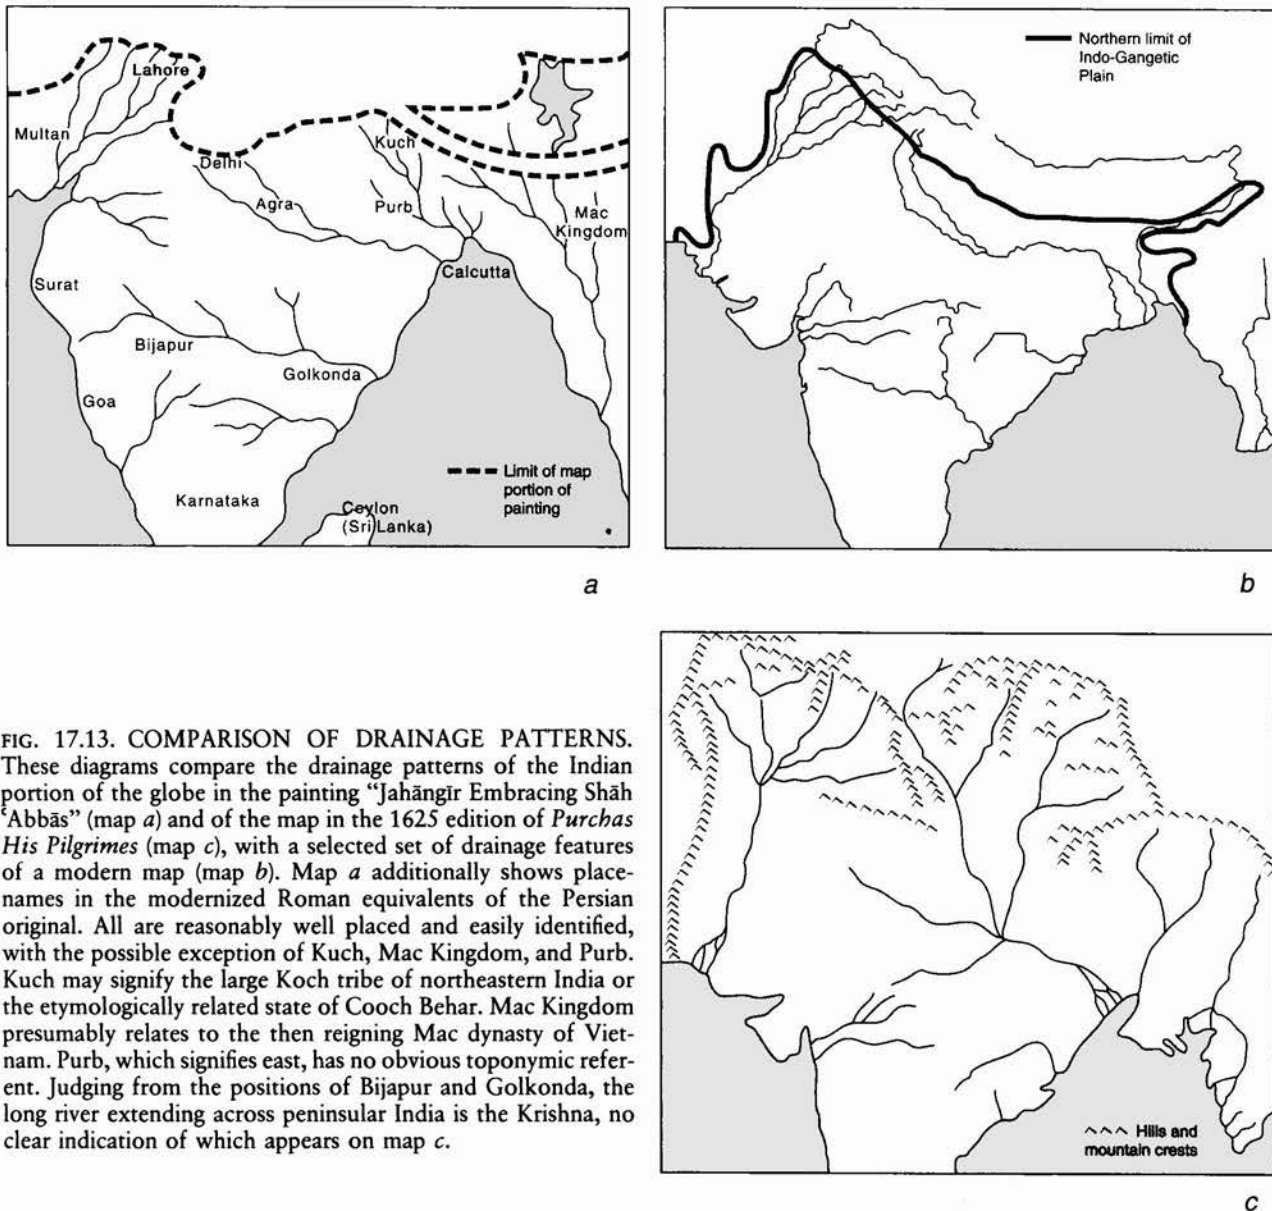 Lahore
Multan
Delhi
Kuch
Agra
Purb
Mac
Kingdom
Calcutta
Surat
Bijapur
Golkonda
Goa
Karnataka
Ceylon
(Sri Lanka)
Limit of map
portion of
painting
a
Northern limit of
Indo-Gangetic
Plain
b
FIG. 17.13. COMPARISON OF DRAINAGE PATTERNS.
These diagrams compare the drainage patterns of the Indian
portion of the globe in the painting “Jahāngīr Embracing Shāh
ʿAbbās” (map a) and of the map in the 1625 edition of Purchas
His Pilgrimes (map c), with a selected set of drainage features
of a modern map (map b). Map a additionally shows place-
names in the modernized Roman equivalents of the Persian
original. All are reasonably well placed and easily identified,
with the possible exception of Kuch, Mac Kingdom, and Purb.
Kuch may signify the large Koch tribe of northeastern India or
the etymologically related state of Cooch Behar. Mac Kingdom
presumably relates to the then reigning Mac dynasty of Viet-
nam. Purb, which signifies east, has no obvious toponymic refer-
ent. Judging from the positions of Bijapur and Golkonda, the
long river extending across peninsular India is the Krishna, no
clear indication of which appears on map c.
Hills and
mountain crests
c